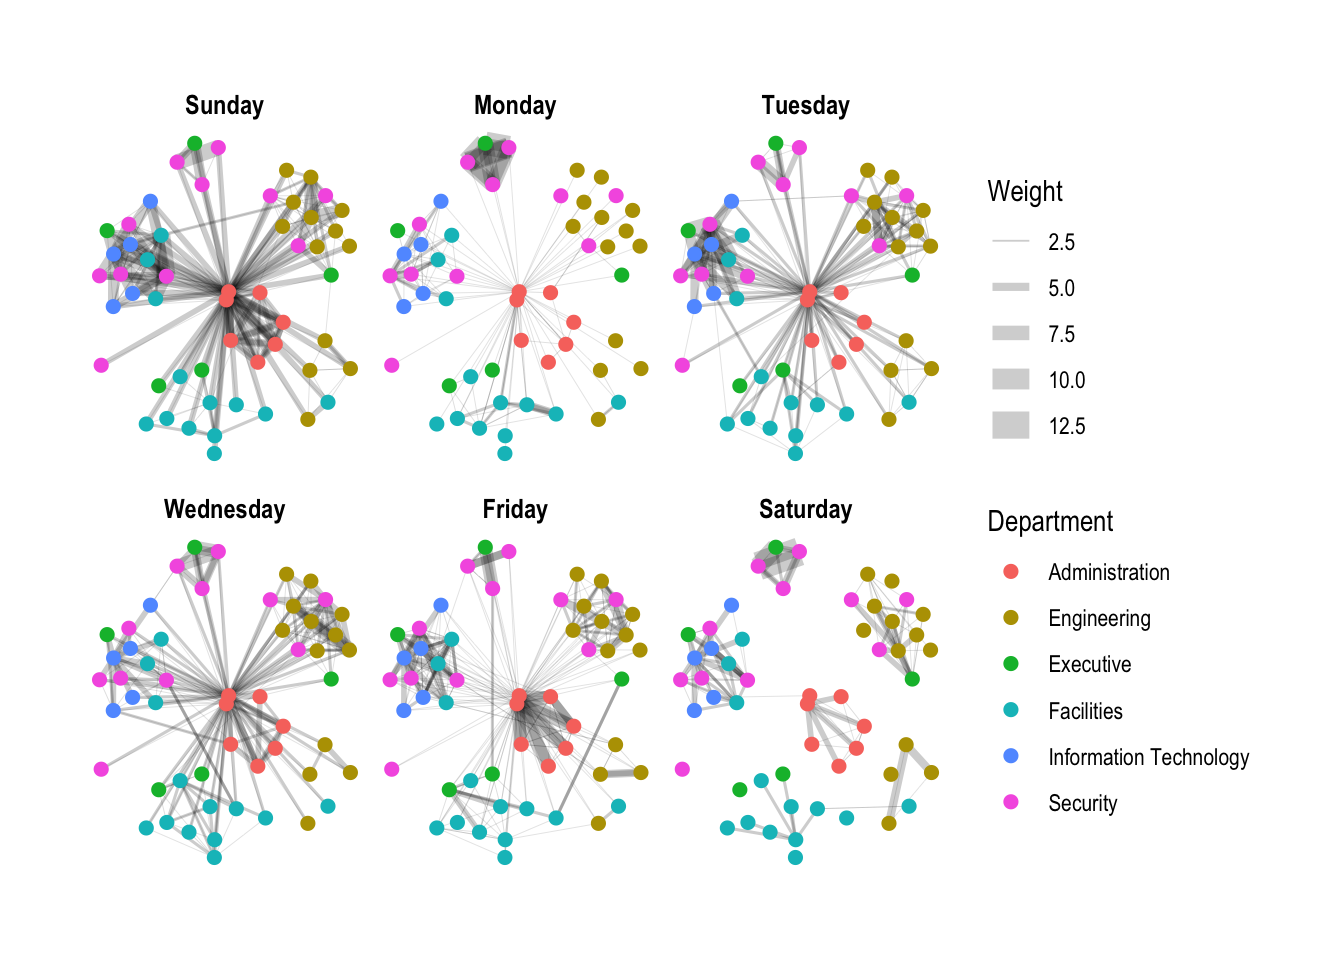 Sunday
Monday
Tuesday
Wednesday
Friday
Saturday
Weight
2.5
5.0
7.5
10.0
12.5
Department
Administration
Engineering
Executive
Facilities
Information Technology
Security